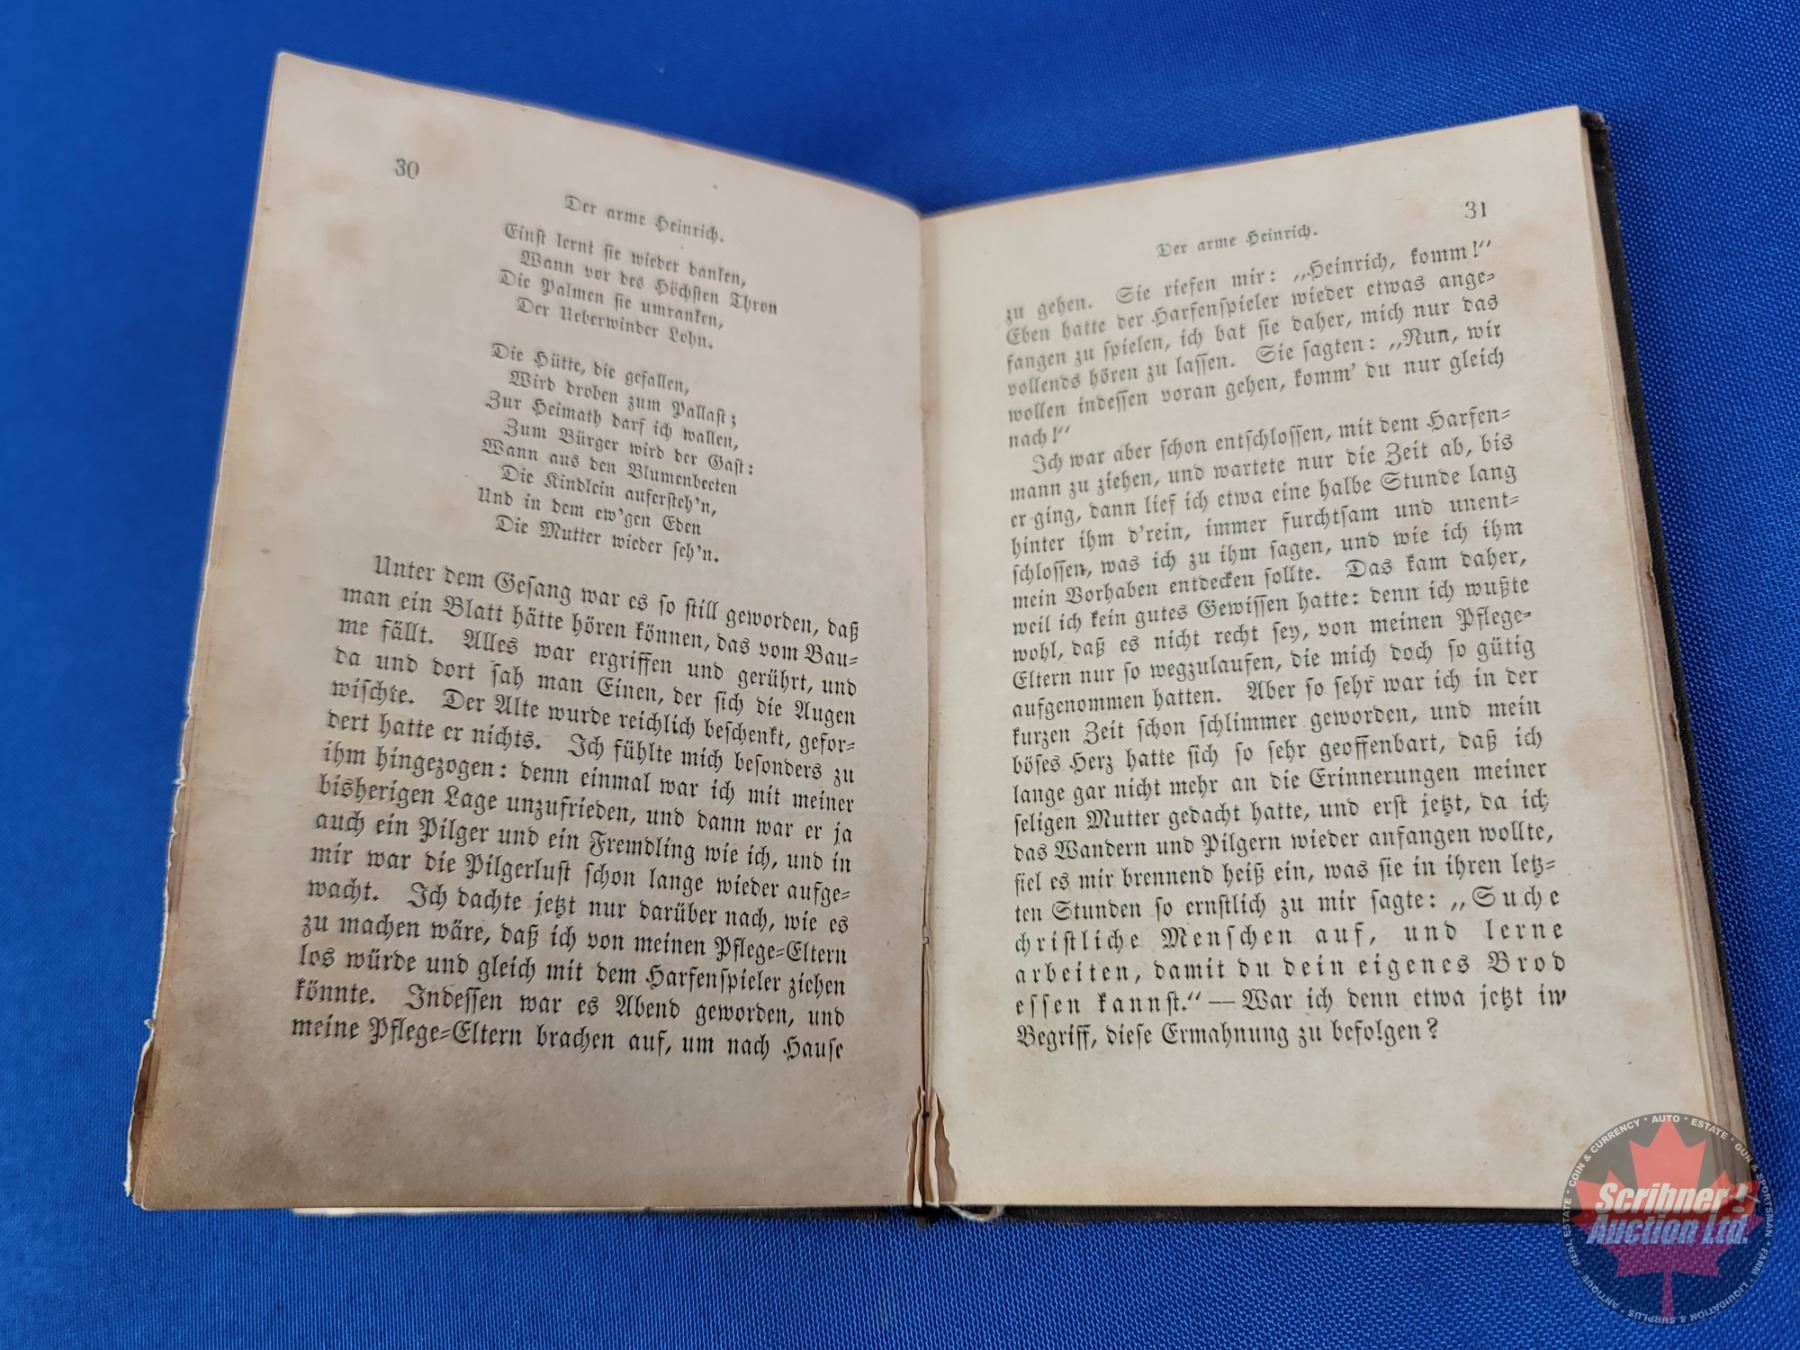 30
Der arme Heinrich.
Einst lernt sie wieder danken,
Wann vor des Höchsten Thron
Die Palmen sie umranken,
Der Ueberwinder Lohn.
Die Hütte, die gefallen,
Wird droben zum Pallast;
Zur Heimath darf ich wallen,
Zum Bürger wird der Gast:
Wann aus den Blumenbeeten
Die Kindlein aufersteh'n,
Und in dem ew'gen Eden
Die Mutter wieder seh'n.
Unter dem Gesang war es so still geworden, daß
man ein Blatt hätte hören können, das vom Bau-
me fällt. Alles war ergriffen und gerührt, und
da und dort sah man Einen, der sich die Augen
wischte. Der Alte wurde reichlich beschenkt, gefor-
dert hatte er nichts. Ich fühlte mich besonders zu
ihm hingezogen: denn einmal war ich mit meiner
bisherigen Lage unzufrieden, und dann war er ja
auch ein Pilger und ein Fremdling wie ich, und in
mir war die Pilgerlust schon lange wieder aufge-
wacht. Ich dachte jetzt nur darüber nach, wie es
zu machen wäre, daß ich von meinen Pflege-Eltern
los würde und gleich mit dem Harfenspieler ziehen
könnte. Indessen war es Abend geworden, und
meine Pflege-Eltern brachen auf, um nach Hause
31
Der arme Heinrich.
zu gehen. Sie riefen mir: „Heinrich, komm!“
Eben hatte der Harfenspieler wieder etwas ange-
fangen zu spielen, ich bat sie daher, mich nur das
vollends hören zu lassen. Sie sagten: „Nun, wir
wollen indessen voran gehen, komm' du nur gleich
nach!“
Ich war aber schon entschlossen, mit dem Harfen-
mann zu ziehen, und wartete nur die Zeit ab, bis
er ging, dann lief ich etwa eine halbe Stunde lang
hinter ihm d'rein, immer furchtsam und unent-
schlossen, was ich zu ihm sagen, und wie ich ihm
mein Vorhaben entdecken sollte. Das kam daher,
weil ich kein gutes Gewissen hatte: denn ich wußte
wohl, daß es nicht recht sey, von meinen Pflege-
Eltern nur so wegzulaufen, die mich doch so gütig
aufgenommen hatten. Aber so sehr war ich in der
kurzen Zeit schon schlimmer geworden, und mein
böses Herz hatte sich so sehr geoffenbart, daß ich
lange gar nicht mehr an die Erinnerungen meiner
seligen Mutter gedacht hatte, und erst jetzt, da ich
das Wandern und Pilgern wieder anfangen wollte,
fiel es mir brennend heiß ein, was sie in ihren letz-
ten Stunden so ernstlich zu mir sagte: „Suche
christliche Menschen auf, und lerne
arbeiten, damit du dein eigenes Brod
essen kannst.“ — War ich denn etwa jetzt im
Begriff, diese Ermahnung zu befolgen?
COIN & CURRENCY · AUTO · ESTATE · GUN & SPORTSMAN · FARM · LIQUIDATION & SURPLUS · ANTIQUE · REAL ESTATE
Scribner
Auction Ltd.